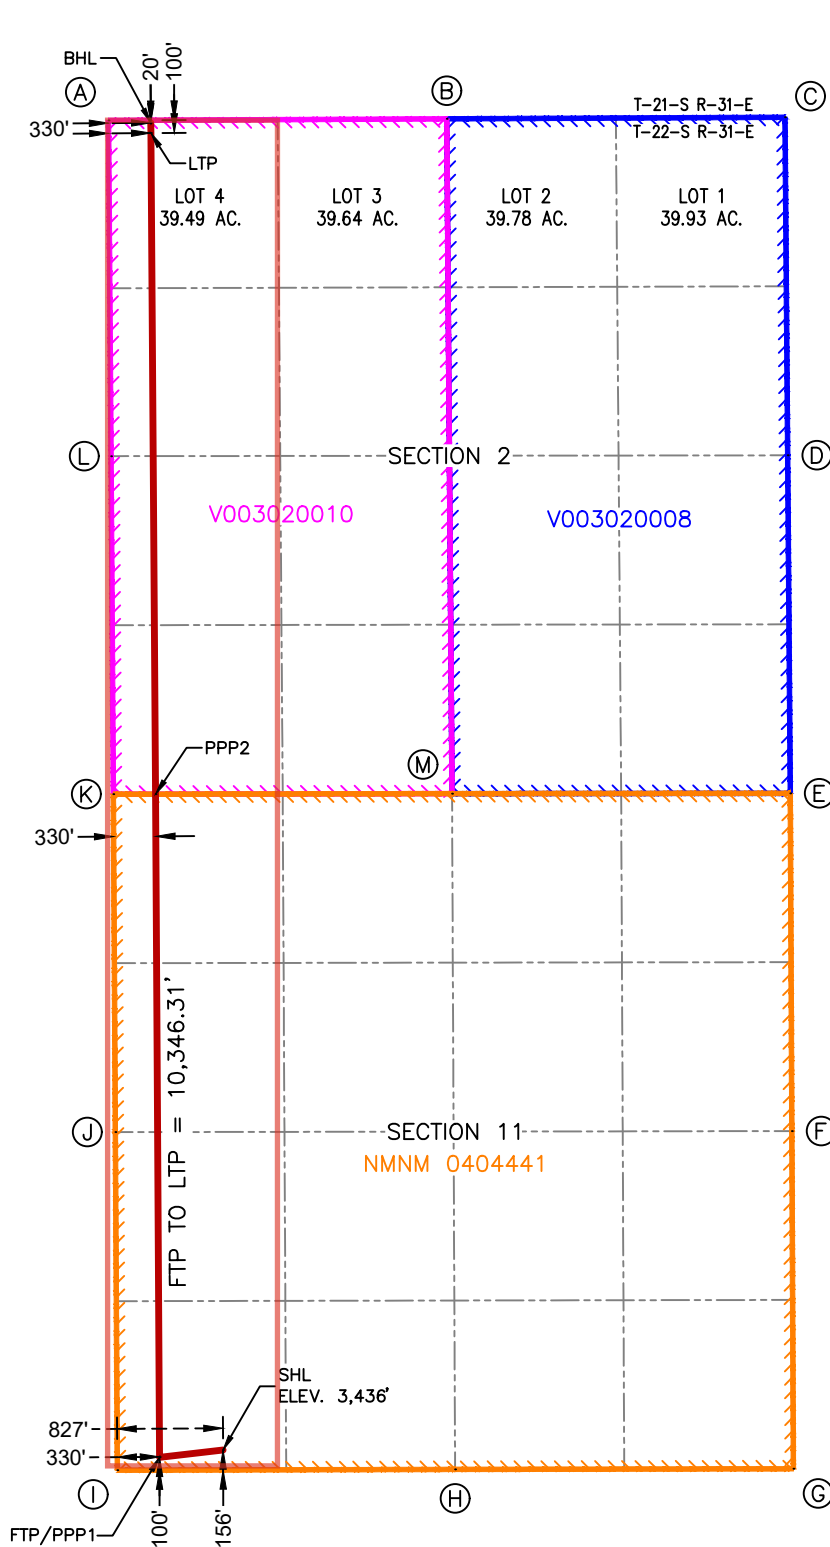 BHL
20'
100'
A
B
C
T-21-S R-31-E
T-22-S R-31-E
330'
LTP
LOT 4
39.49 AC.
LOT 3
39.64 AC.
LOT 2
39.78 AC.
LOT 1
39.93 AC.
L
SECTION 2
D
V003020010
V003020008
PPP2
M
K
E
330'
FTP TO LTP = 10,346.31'
J
SECTION 11
F
NMNM 0404441
SHL
ELEV. 3,436'
827'
330'
I
H
G
FTP/PPP1
100'
156'